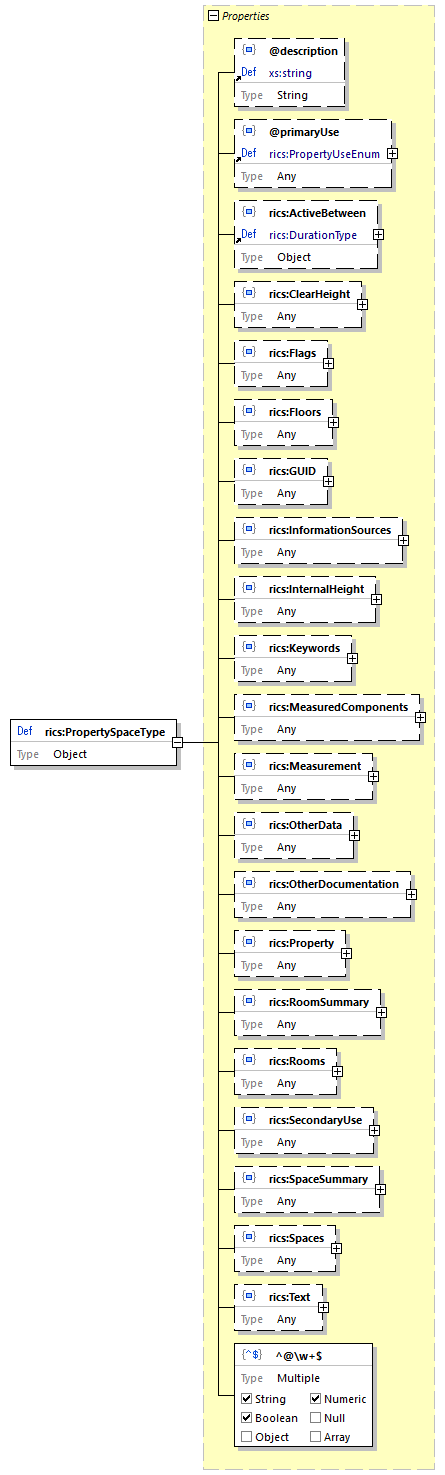 Properties
@description
Def xs:string
Type String
@primaryUse
Def rics:PropertyUseEnum
Type Any
rics:ActiveBetween
Def rics:DurationType
Type Object
rics:ClearHeight
Type Any
rics:Flags
Type Any
rics:Floors
Type Any
rics:GUID
Type Any
rics:InformationSources
Type Any
rics:InternalHeight
Type Any
rics:Keywords
Type Any
rics:MeasuredComponents
Type Any
Def rics:PropertySpaceType
Type Object
rics:Measurement
Type Any
rics:OtherData
Type Any
rics:OtherDocumentation
Type Any
rics:Property
Type Any
rics:RoomSummary
Type Any
rics:Rooms
Type Any
rics:SecondaryUse
Type Any
rics:SpaceSummary
Type Any
rics:Spaces
Type Any
rics:Text
Type Any
{^$} ^@\w+$
Type Multiple
String Numeric
Boolean Null
Object Array